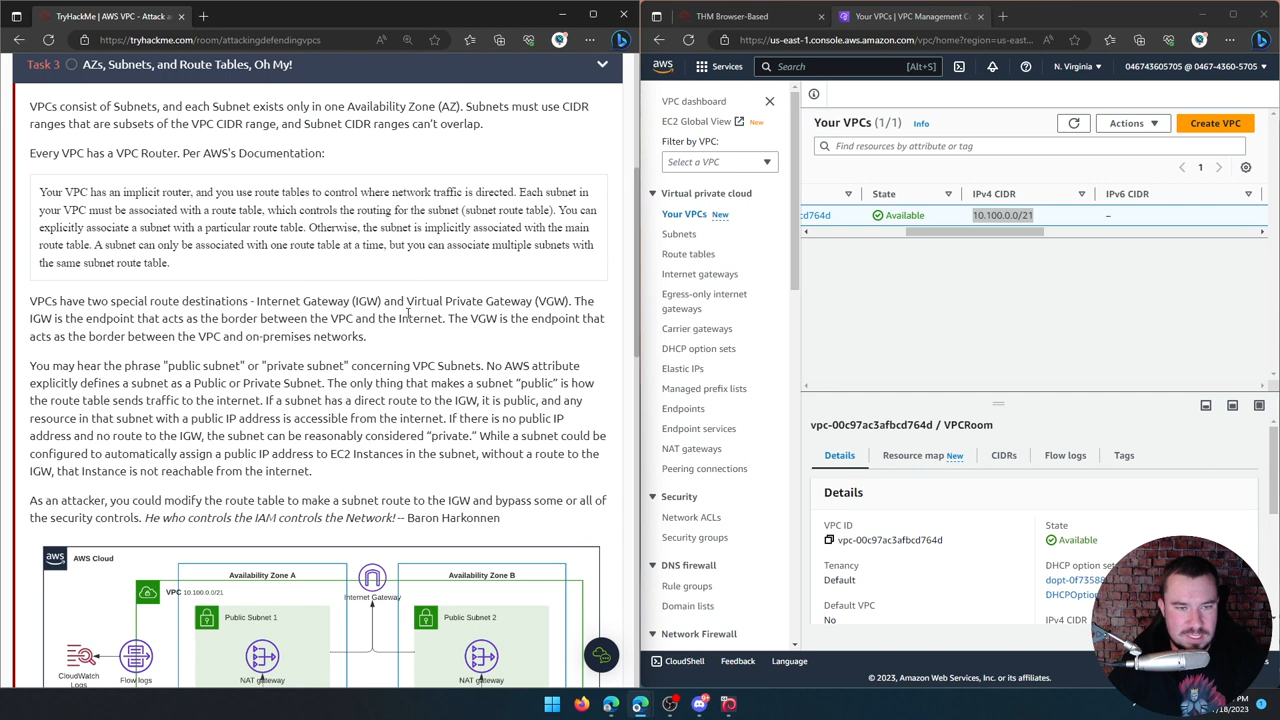 TryHackMe | AWS VPC - Attack a
https://tryhackme.com/room/attackingdefendingvpcs
Task 3
AZs, Subnets, and Route Tables, Oh My!
VPCs consist of Subnets, and each Subnet exists only in one Availability Zone (AZ). Subnets must use CIDR
ranges that are subsets of the VPC CIDR range, and Subnet CIDR ranges can't overlap.
Every VPC has a VPC Router. Per AWS's Documentation:
Your VPC has an implicit router, and you use route tables to control where network traffic is directed. Each subnet in
your VPC must be associated with a route table, which controls the routing for the subnet (subnet route table). You can
explicitly associate a subnet with a particular route table. Otherwise, the subnet is implicitly associated with the main
route table. A subnet can only be associated with one route table at a time, but you can associate multiple subnets with
the same subnet route table.
VPCs have two special route destinations - Internet Gateway (IGW) and Virtual Private Gateway (VGW). The
IGW is the endpoint that acts as the border between the VPC and the Internet. The VGW is the endpoint that
acts as the border between the VPC and on-premises networks.
You may hear the phrase "public subnet" or "private subnet" concerning VPC Subnets. No AWS attribute
explicitly defines a subnet as a Public or Private Subnet. The only thing that makes a subnet "public" is how
the route table sends traffic to the internet. If a subnet has a direct route to the IGW, it is public, and any
resource in that subnet with a public IP address is accessible from the internet. If there is no public IP
address and no route to the IGW, the subnet can be reasonably considered "private." While a subnet could be
configured to automatically assign a public IP address to EC2 Instances in the subnet, without a route to the
IGW, that Instance is not reachable from the internet.
As an attacker, you could modify the route table to make a subnet route to the IGW and bypass some or all of
the security controls. He who controls the IAM controls the Network! -- Baron Harkonnen
aws
AWS Cloud
Availability Zone A
Availability Zone B
VPC 10.100.0.0/21
Internet Gateway
Public Subnet 1
Public Subnet 2
CloudWatch
Logs
Flow logs
NAT gateway
NAT gateway
THM Browser-Based
Your VPCs | VPC Management C
https://us-east-1.console.aws.amazon.com/vpc/home?region=us-east...
aws
Services
Search
[Alt+S]
N. Virginia
046743605705 @ 0467-4360-5705
VPC dashboard
EC2 Global View
New
Filter by VPC:
Select a VPC
Virtual private cloud
Your VPCs New
Subnets
Route tables
Internet gateways
Egress-only internet
gateways
Carrier gateways
DHCP option sets
Elastic IPs
Managed prefix lists
Endpoints
Endpoint services
NAT gateways
Peering connections
Security
Network ACLs
Security groups
DNS firewall
Rule groups
Domain lists
Network Firewall
Your VPCs (1/1)
Info
Actions
Create VPC
Find resources by attribute or tag
1
State
IPv4 CIDR
IPv6 CIDR
cd764d
Available
10.100.0.0/21
–
vpc-00c97ac3afbcd764d / VPCRoom
Details
Resource map New
CIDRs
Flow logs
Tags
Details
VPC ID
vpc-00c97ac3afbcd764d
State
Available
Tenancy
Default
DHCP option set
dopt-0f73588
DHCPOption
Default VPC
No
IPv4 CIDR
CloudShell
Feedback
Language
© 2023, Amazon Web Services, Inc. or its affiliates.